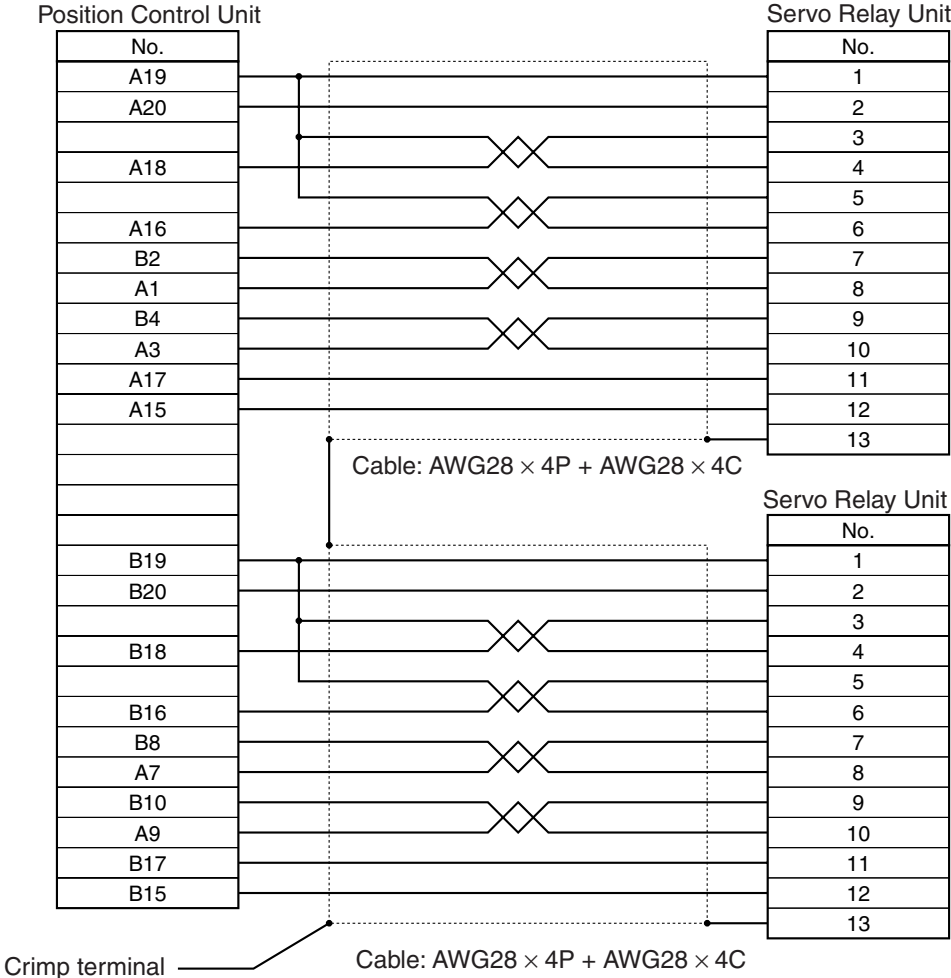 Position Control Unit Servo Relay Unit
No. No.
A19 1
A20 2
3
A18 4
5
A16 6
B2 7
A1 8
B4 9
A3 10
A17 11
A15 12
13
Cable: AWG28 × 4P + AWG28 × 4C
Servo Relay Unit
No.
B19 1
B20 2
3
B18 4
5
B16 6
B8 7
A7 8
B10 9
A9 10
B17 11
B15 12
13
Crimp terminal Cable: AWG28 × 4P + AWG28 × 4C